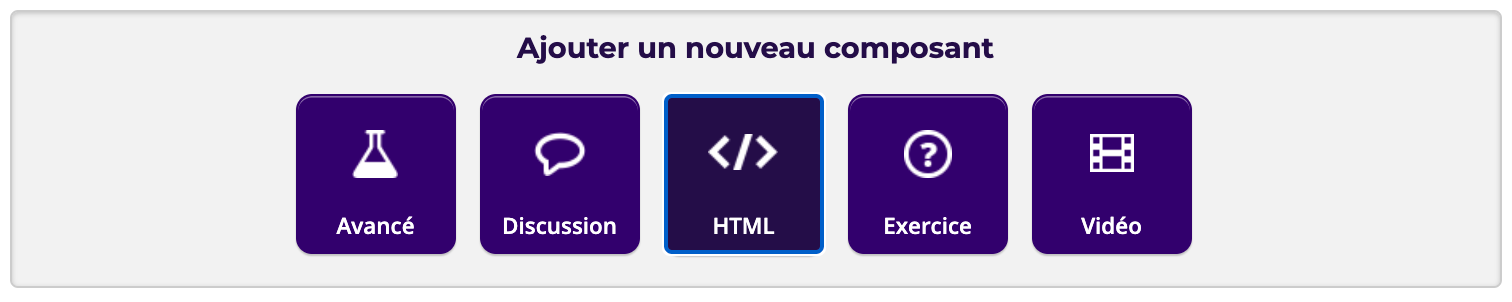 Ajouter un nouveau composant
Avancé
Discussion
HTML
Exercice
Vidéo